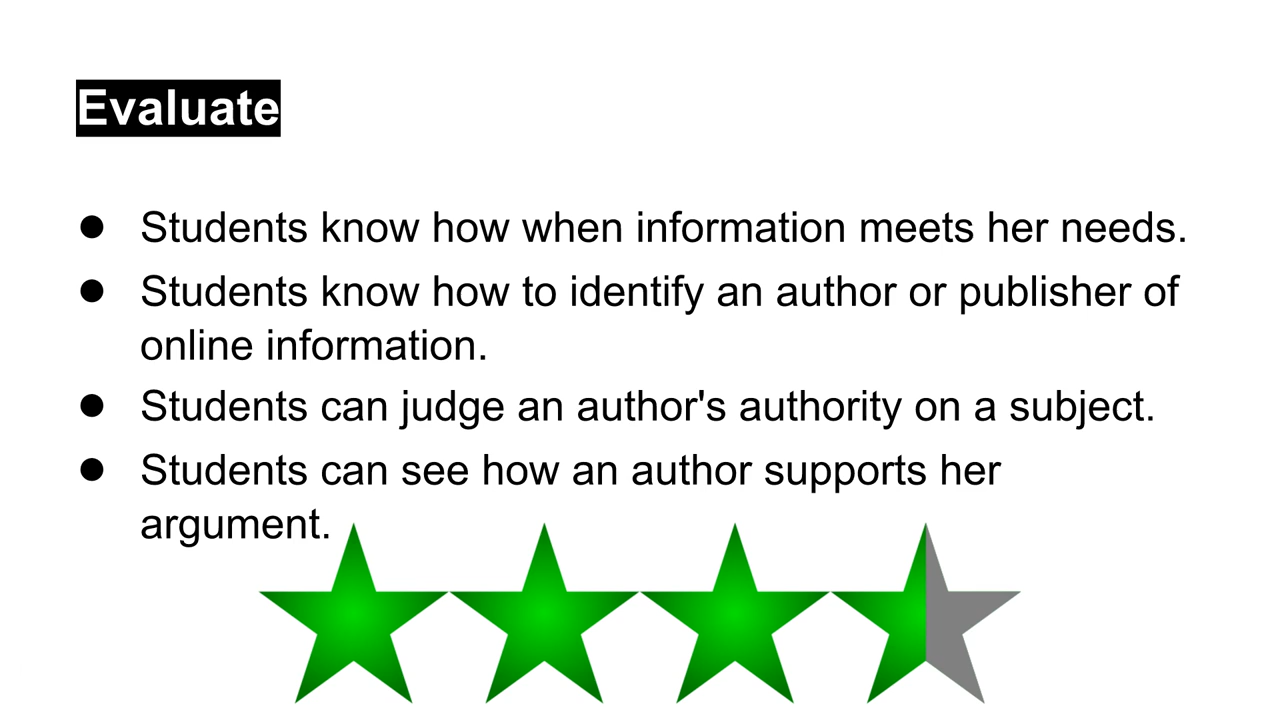 Evaluate
● Students know how when information meets her needs.
● Students know how to identify an author or publisher of
online information.
● Students can judge an author's authority on a subject.
● Students can see how an author supports her
argument.